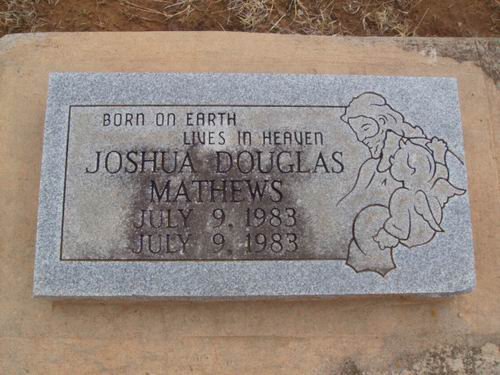 BORN ON EARTH
LIVES IN HEAVEN
JOSHUA DOUGLAS
MATHEWS
JULY 9, 1983
JULY 9 1983